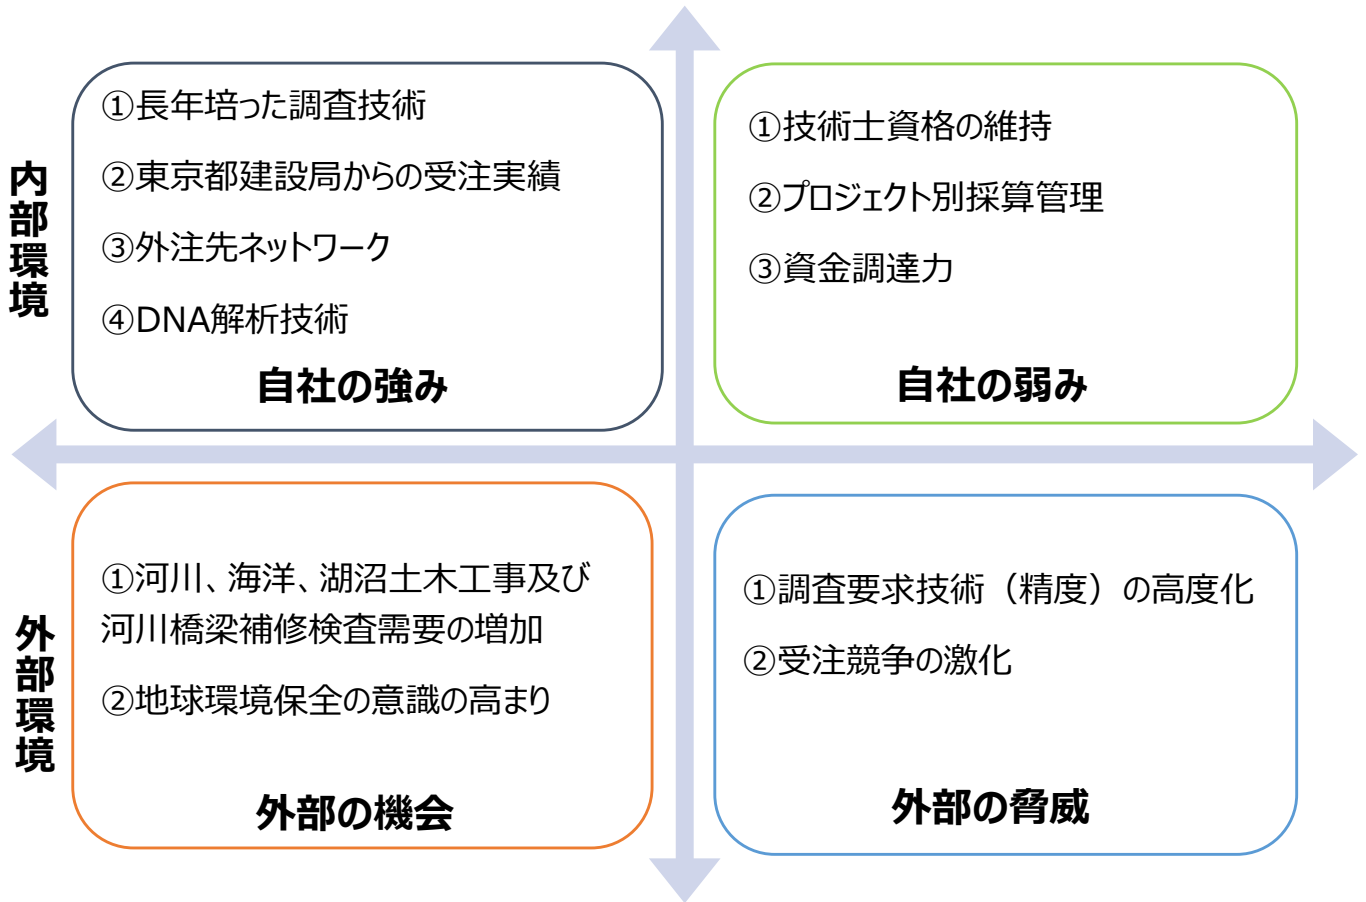 内部環境
①長年培った調査技術
②東京都建設局からの受注実績
③外注先ネットワーク
④DNA解析技術
自社の強み
①技術士資格の維持
②プロジェクト別採算管理
③資金調達力
自社の弱み
外部環境
①河川、海洋、湖沼土木工事及び
河川橋梁補修検査需要の増加
②地球環境保全の意識の高まり
外部の機会
①調査要求技術（精度）の高度化
②受注競争の激化
外部の脅威